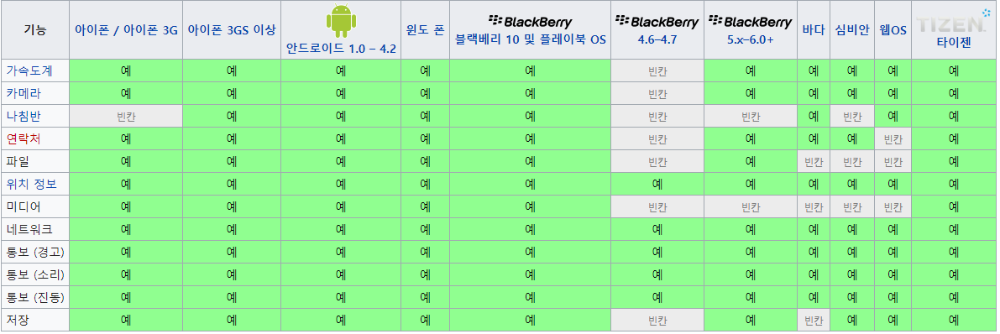 기능 아이폰 / 아이폰 3G 아이폰 3GS 이상 안드로이드 1.0 – 4.2 윈도 폰 BlackBerry 블랙베리 10 및 플레이북 OS BlackBerry 4.6–4.7 BlackBerry 5.x–6.0+ 바다 심비안 웹OS TIZEN 타이젠
가속도계 예 예 예 예 예 빈칸 예 예 예 예 예
카메라 예 예 예 예 예 빈칸 예 예 예 예 예
나침반 빈칸 예 예 예 예 빈칸 빈칸 예 빈칸 예 예
연락처 예 예 예 예 예 빈칸 예 예 예 빈칸 예
파일 예 예 예 예 예 빈칸 예 빈칸 빈칸 빈칸 예
위치 정보 예 예 예 예 예 예 예 예 예 예 예
미디어 예 예 예 예 예 빈칸 빈칸 빈칸 빈칸 빈칸 예
네트워크 예 예 예 예 예 예 예 예 예 예 예
통보 (경고) 예 예 예 예 예 예 예 예 예 예 예
통보 (소리) 예 예 예 예 예 예 예 예 예 예 예
통보 (진동) 예 예 예 예 예 예 예 예 예 예 예
저장 예 예 예 예 예 빈칸 예 빈칸 예 예 예